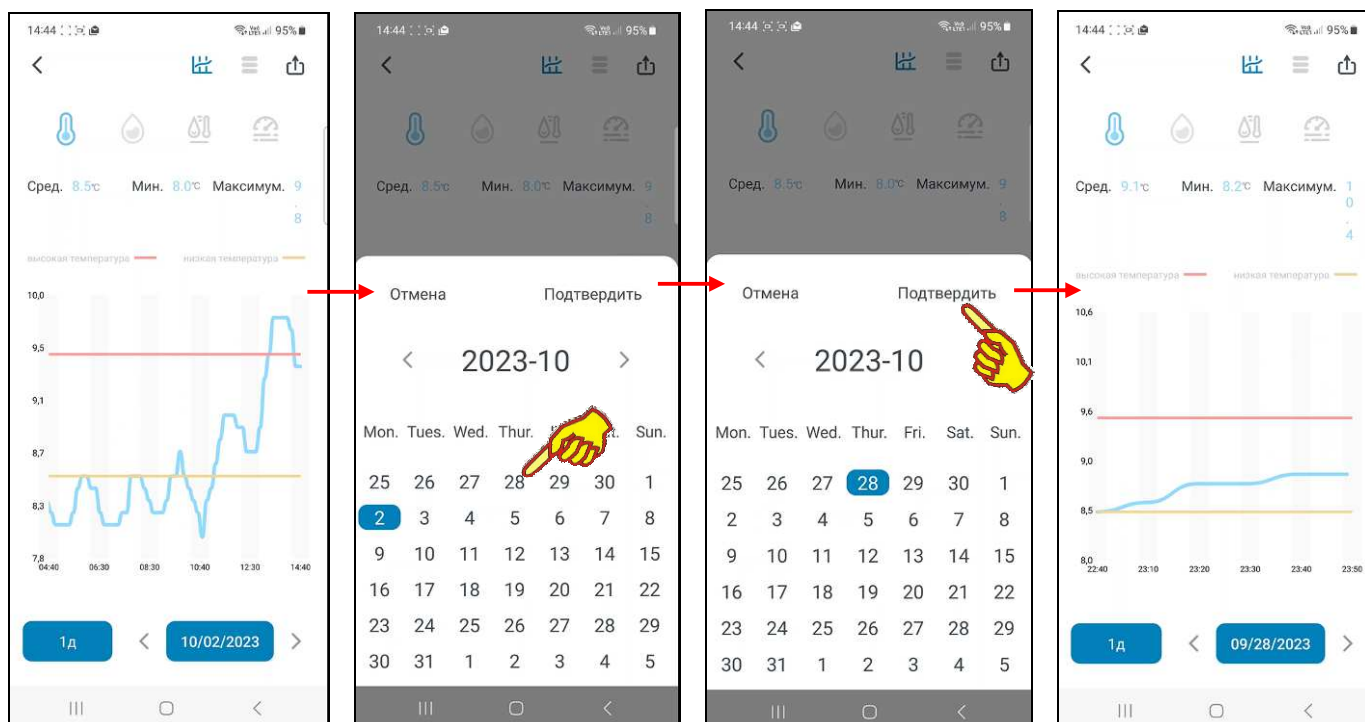 14:44 95%
Сред. 8.5℃ Мин. 8.0℃ Максимум. 9
.
8
высокая температура низкая температура
10,0
9,5
9,1
8,7
8,3
7,8
04:40 06:30 08:30 10:40 12:30 14:40
1д < 10/02/2023 >
14:44 95%
Сред. 8.5℃ Мин. 8.0℃ Максимум. 9
.
8
Отмена Подтвердить
< 2023-10 >
Mon. Tues. Wed. Thur. Sun.
25 26 27 28 29 30 1
2 3 4 5 6 7 8
9 10 11 12 13 14 15
16 17 18 19 20 21 22
23 24 25 26 27 28 29
30 31 1 2 3 4 5
14:44 95%
Сред. 8.5℃ Мин. 8.0℃ Максимум. 9
.
8
Отмена Подтвердить
< 2023-10
Mon. Tues. Wed. Thur. Fri. Sat. Sun.
25 26 27 28 29 30 1
2 3 4 5 6 7 8
9 10 11 12 13 14 15
16 17 18 19 20 21 22
23 24 25 26 27 28 29
30 31 1 2 3 4 5
14:44 95%
Сред. 9.1℃ Мин. 8.2℃ Максимум. 1
0
.
4
высокая температура низкая температура
10,6
10,1
9,6
9,0
8,5
8,0
22:40 23:10 23:20 23:30 23:40 23:50
1д < 09/28/2023 >